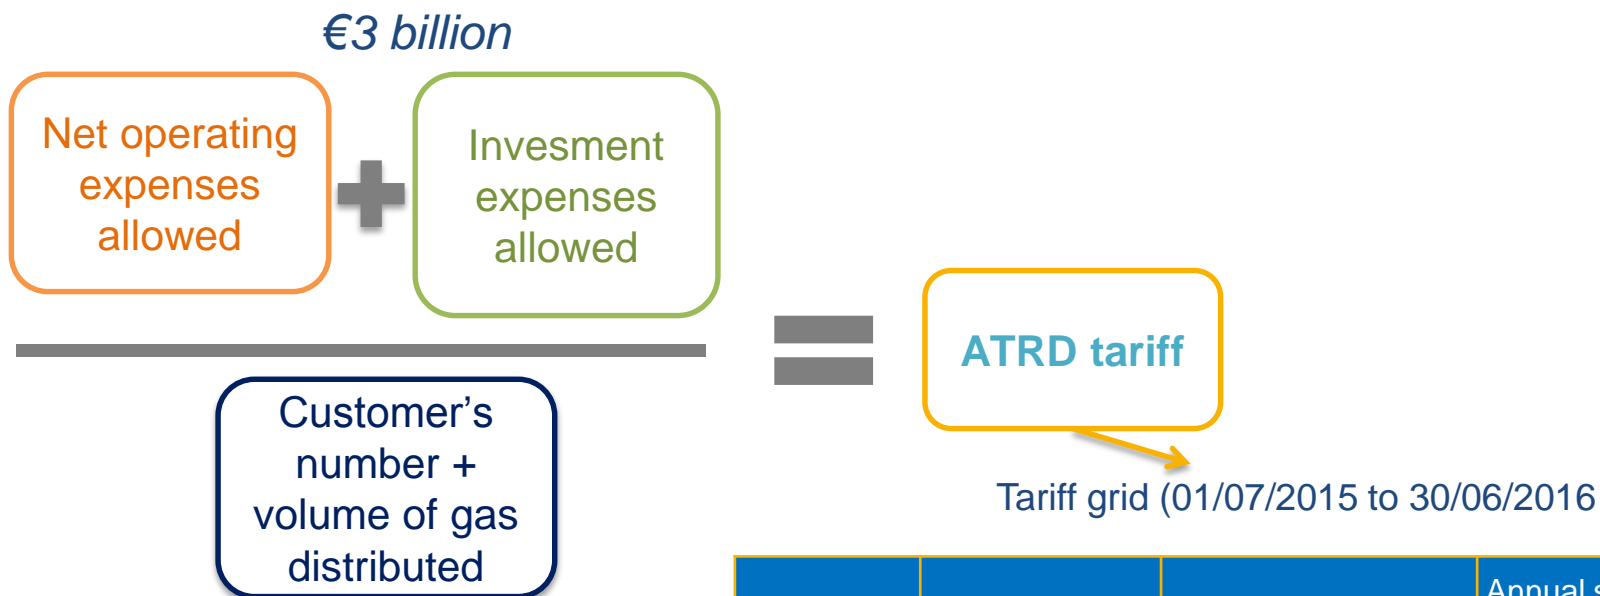 €3 billion
Net operating
expenses
allowed
Invesment
expenses
allowed
Customer's
number +
volume of gas
distributed
ATRD tariff
Tariff grid (01/07/2015 to 30/06/2016
Annual